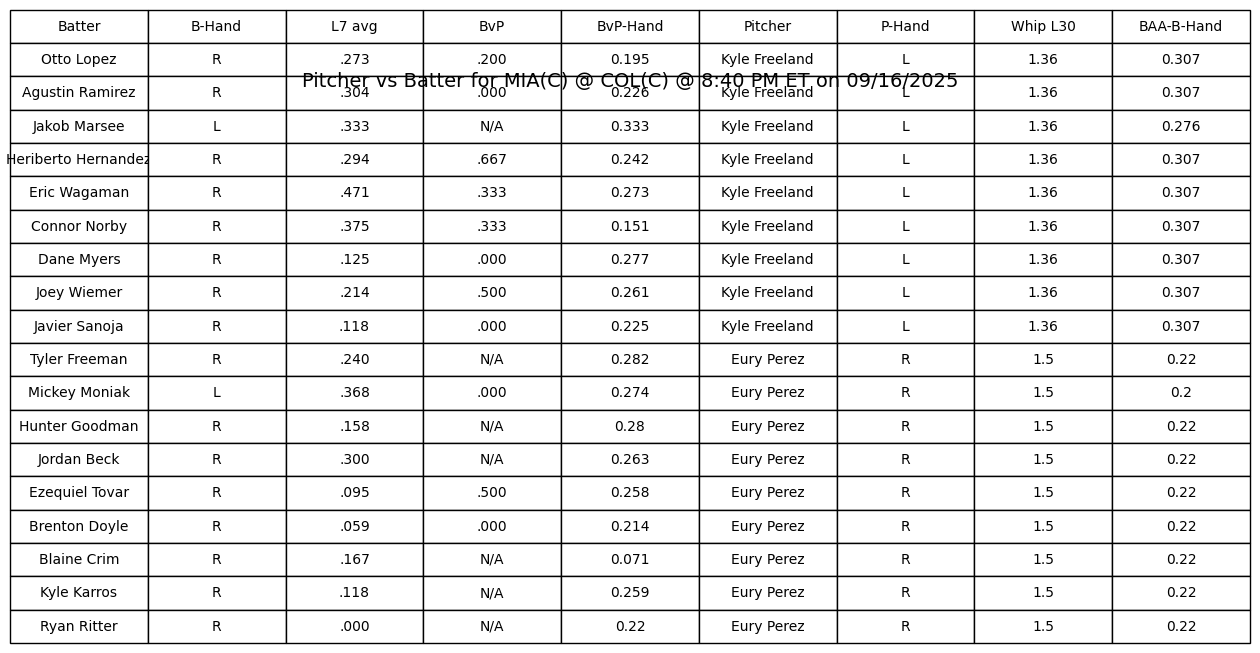 Batter B-Hand L7 avg BvP BvP-Hand Pitcher P-Hand Whip L30 BAA-B-Hand
Otto Lopez R .273 .200 0.195 Kyle Freeland L 1.36 0.307
Pitcher vs Batter for MIA(C) @ COL(C) @ 8:40 PM ET on 09/16/2025
Agustin Ramirez R .304 .000 0.226 Kyle Freeland L 1.36 0.307
Jakob Marsee L .333 N/A 0.333 Kyle Freeland L 1.36 0.276
Heriberto Hernandez R .294 .667 0.242 Kyle Freeland L 1.36 0.307
Eric Wagaman R .471 .333 0.273 Kyle Freeland L 1.36 0.307
Connor Norby R .375 .333 0.151 Kyle Freeland L 1.36 0.307
Dane Myers R .125 .000 0.277 Kyle Freeland L 1.36 0.307
Joey Wiemer R .214 .500 0.261 Kyle Freeland L 1.36 0.307
Javier Sanoja R .118 .000 0.225 Kyle Freeland L 1.36 0.307
Tyler Freeman R .240 N/A 0.282 Eury Perez R 1.5 0.22
Mickey Moniak L .368 .000 0.274 Eury Perez R 1.5 0.2
Hunter Goodman R .158 N/A 0.28 Eury Perez R 1.5 0.22
Jordan Beck R .300 N/A 0.263 Eury Perez R 1.5 0.22
Ezequiel Tovar R .095 .500 0.258 Eury Perez R 1.5 0.22
Brenton Doyle R .059 .000 0.214 Eury Perez R 1.5 0.22
Blaine Crim R .167 N/A 0.071 Eury Perez R 1.5 0.22
Kyle Karros R .118 N/A 0.259 Eury Perez R 1.5 0.22
Ryan Ritter R .000 N/A 0.22 Eury Perez R 1.5 0.22